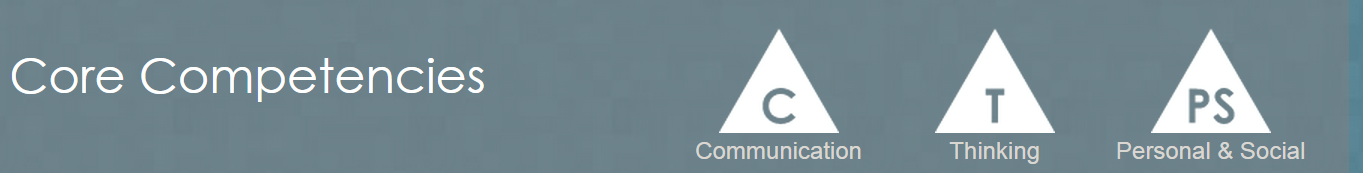 Core Competencies
C
T
PS
Communication
Thinking
Personal & Social